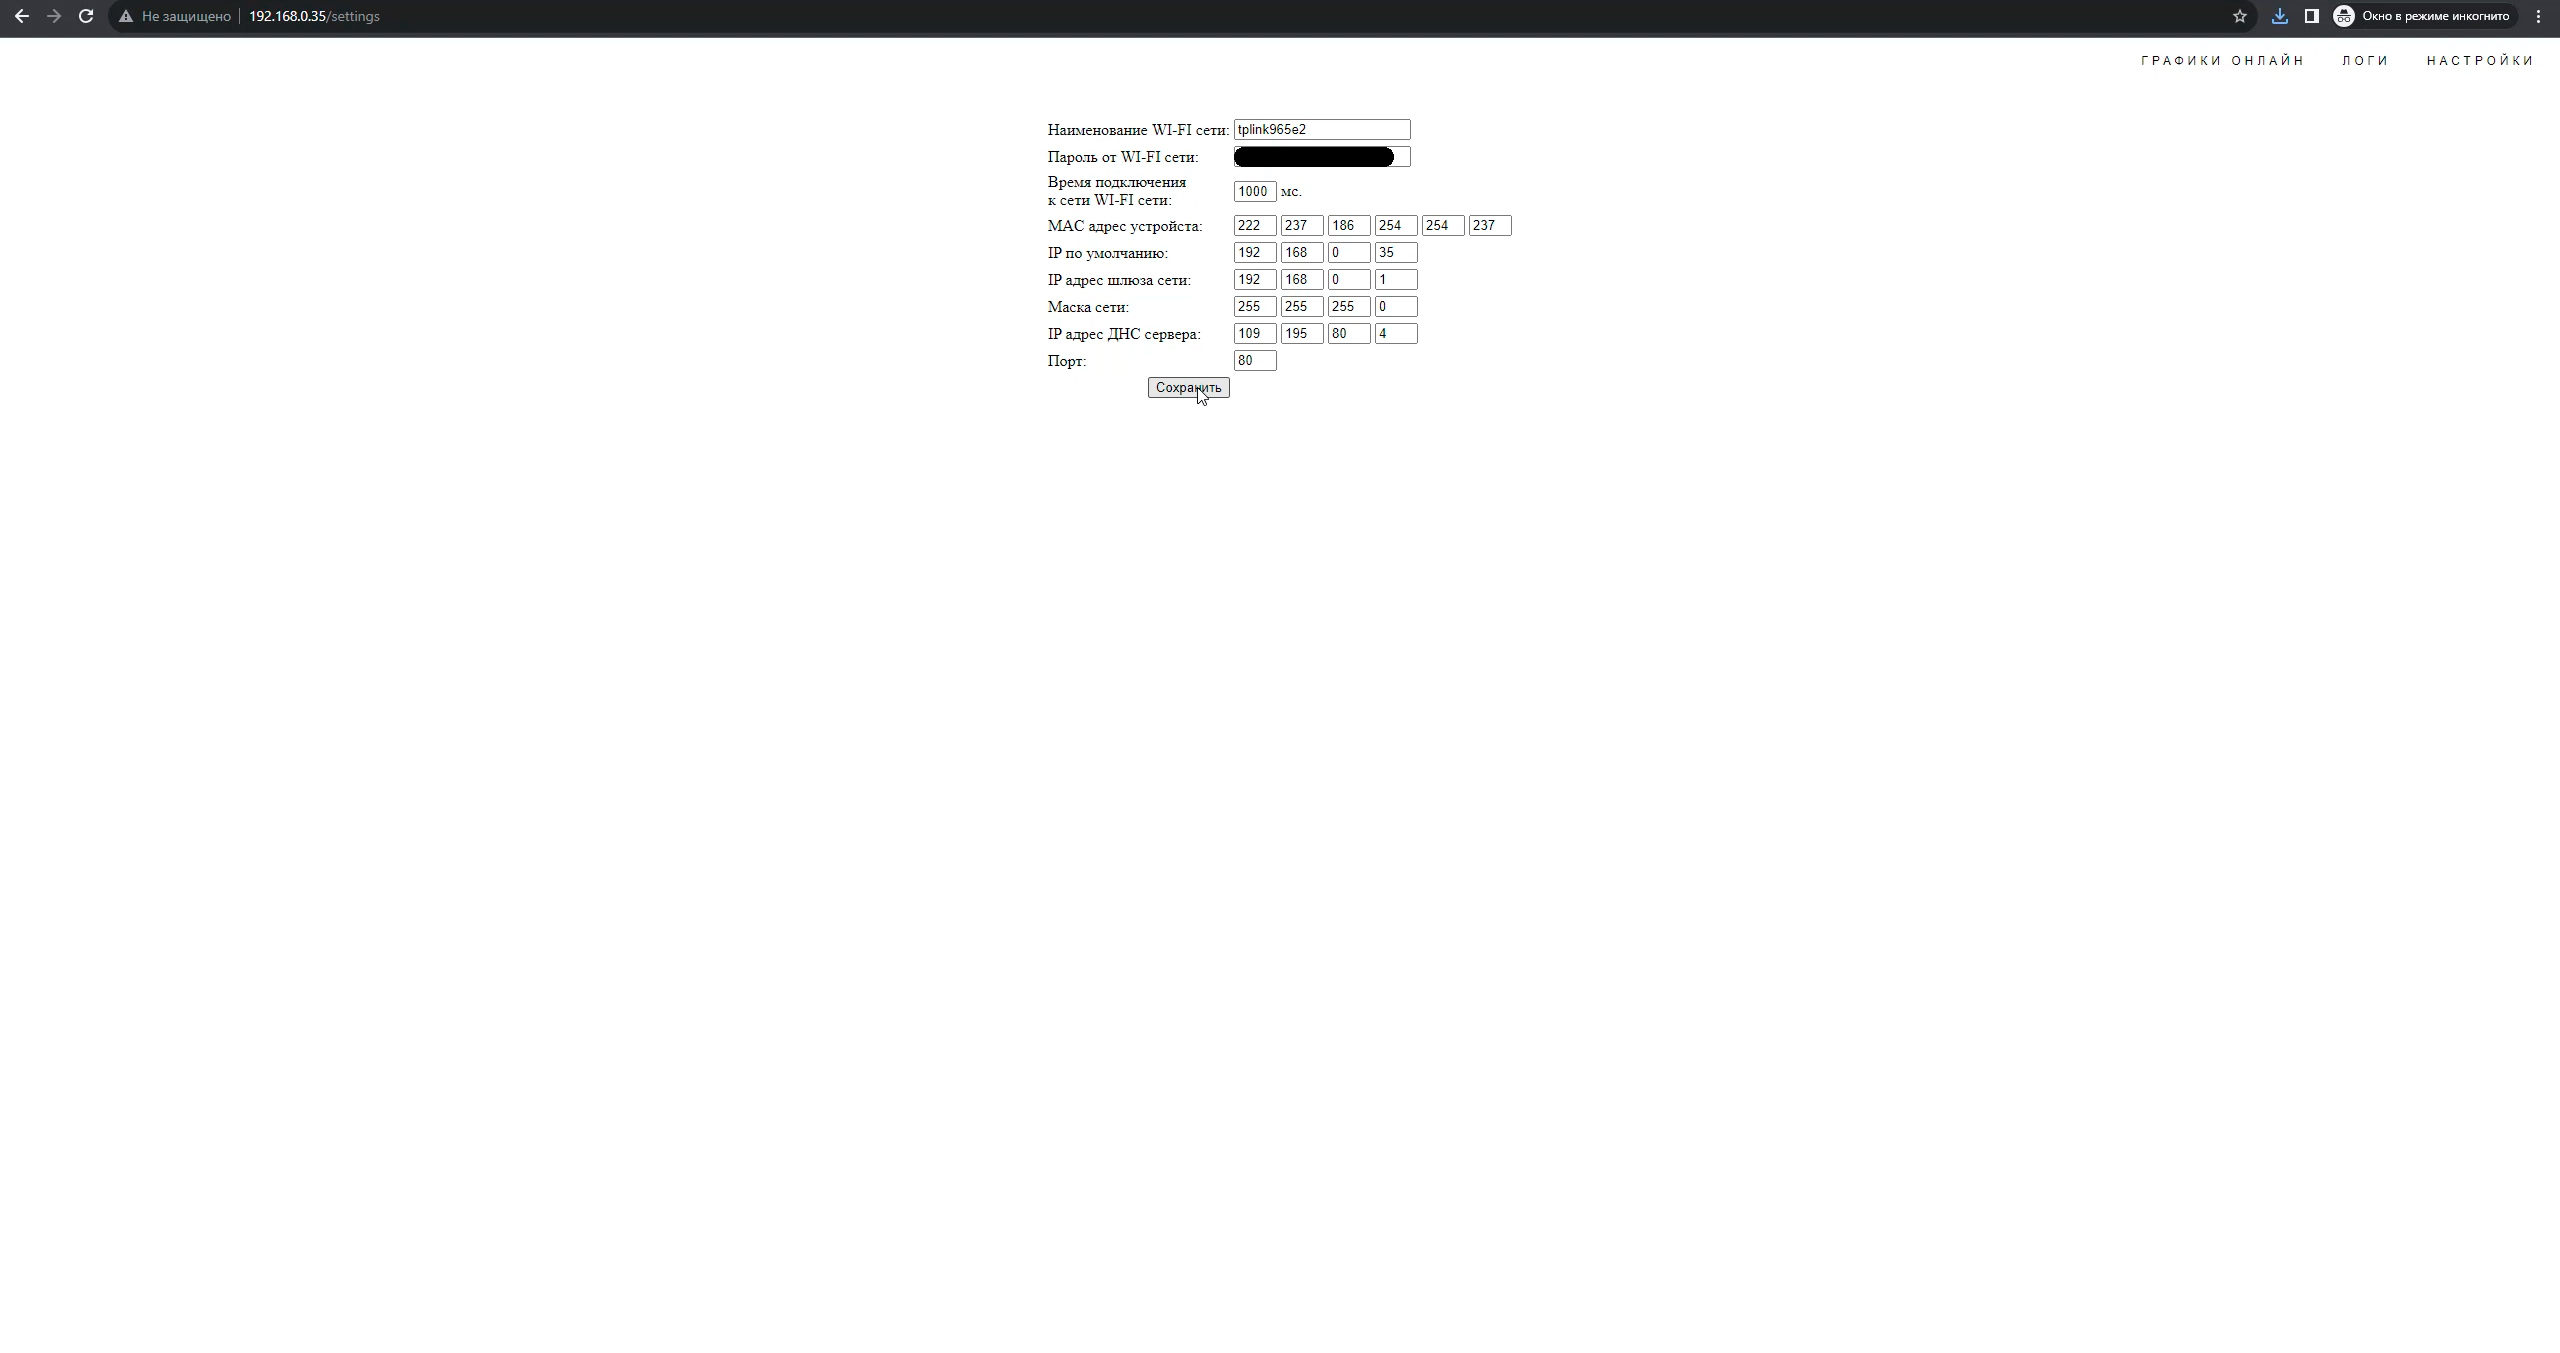 Не защищено 192.168.0.35/settings Окно в режиме инкогнито
ГРАФИКИ ОНЛАЙН ЛОГИ НАСТРОЙКИ
Наименование WI-FI сети: tplink965e2
Пароль от WI-FI сети:
Время подключения
к сети WI-FI сети: 1000 мс.
MAC адрес устройста: 222 237 186 254 254 237
IP по умолчанию: 192 168 0 35
IP адрес шлюза сети: 192 168 0 1
Маска сети: 255 255 255 0
IP адрес ДНС сервера: 109 195 80 4
Порт: 80
Сохранить